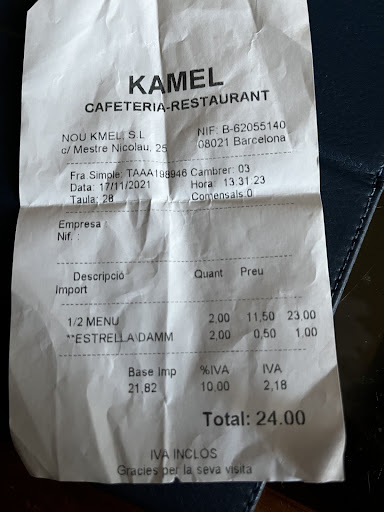 KAMEL
CAFETERIA-RESTAURANT
NOU KMEL, S.L NIF: B-62055140
c/ Mestre Nicolau, 25 08021 Barcelona
Fra Simple: TAAA198946 Cambrer: 03
Data: 17/11/2021 Hora: 13.31.23
Taula: 28 Comensals:0
Empresa :
Nif. :
Descripció Quant Preu
Import
1/2 MENU 2,00 11,50 23,00
**ESTRELLA DAMM 2,00 0,50 1,00
Base Imp %IVA IVA
21,82 10,00 2,18
Total: 24.00
IVA INCLOS
Gracies per la seva visita